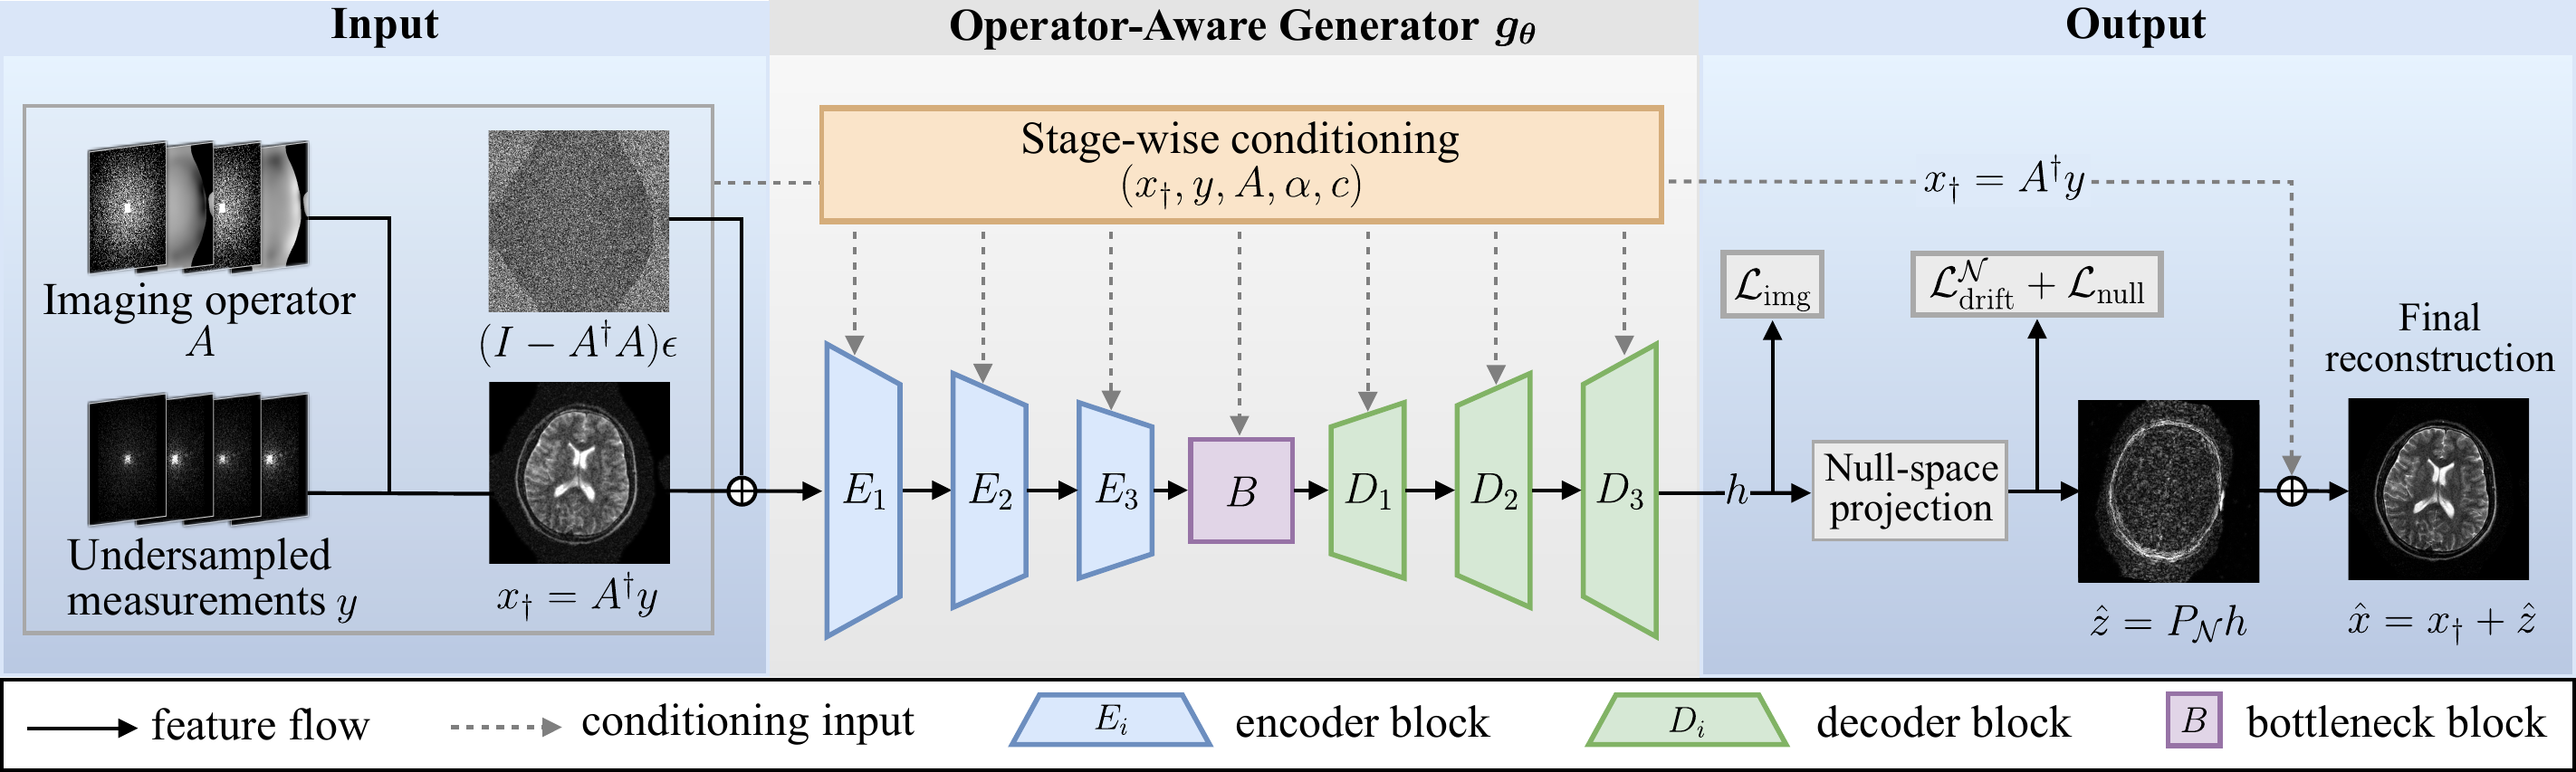 Input
Imaging operator
A
Undersampled
measurements y
(I − A†A)ϵ
x† = A†y
Operator-Aware Generator gθ
Stage-wise conditioning
(x†, y, A, α, c)
E1
E2
E3
B
D1
D2
D3
Output
x† = A†y
ℒimg
ℒ𝒩drift + ℒnull
h
Null-space
projection
ẑ = P𝒩h
Final
reconstruction
x̂ = x† + ẑ
feature flow
conditioning input
Ei
encoder block
Di
decoder block
B
bottleneck block